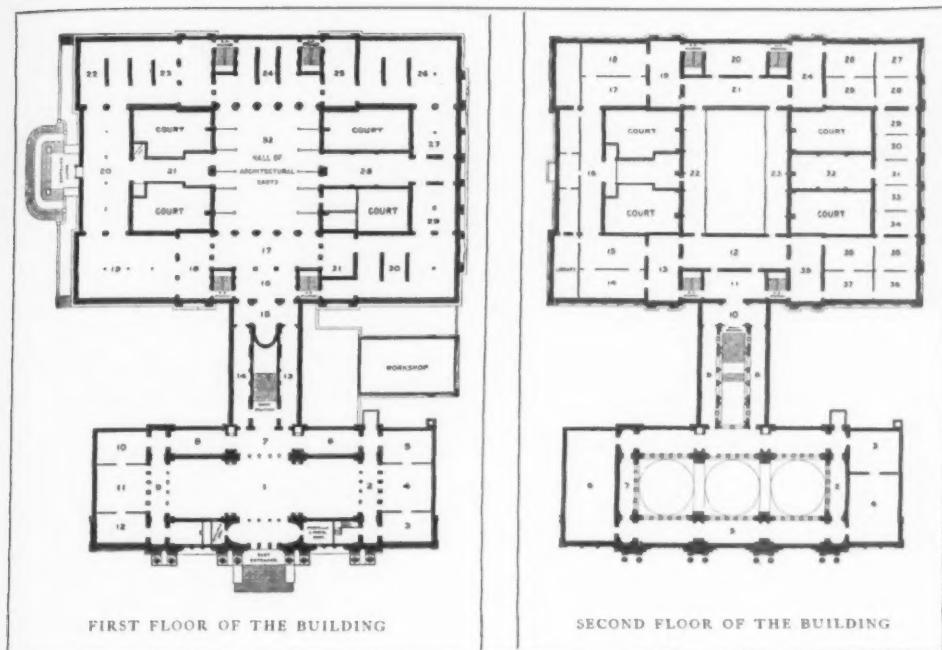 22 23 24 25 26
COURT COURT
32
HALL OF
ARCHITECTURAL
CASTS
27
20 21 28
COURT COURT
29
17
19 18 31 30
16
15
WORKSHOP
14 13
10 8 7 6 5
11 9 1 2 4
12 3
EAST
ENTRANCE
FIRST FLOOR OF THE BUILDING
18 19 20 24 27
17 21 28
COURT COURT
29
30
16 22 23 32 31
33
COURT COURT
34
15 12
LIBRARY 13 11 35
14 37 36
10
9 8
3
6 7 2
4
5
SECOND FLOOR OF THE BUILDING